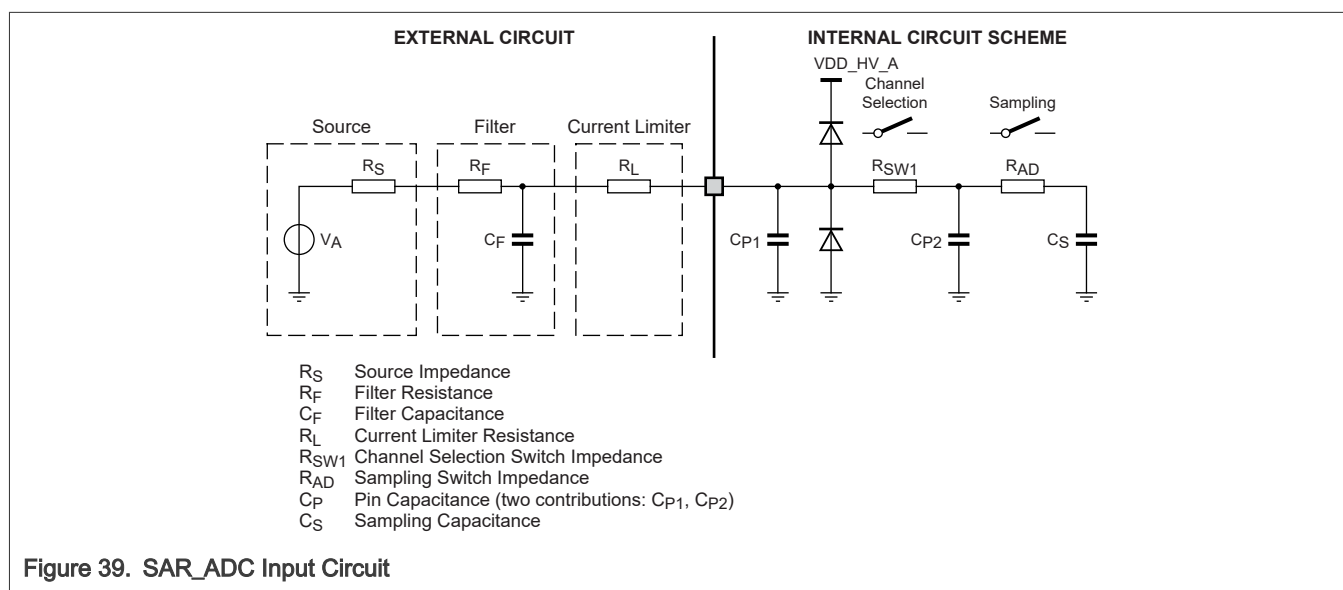 EXTERNAL CIRCUIT
INTERNAL CIRCUIT SCHEME
VDD_HV_A
Channel
Selection
Sampling
Source
Filter
Current Limiter
RS
RF
RL
RSW1
RAD
VA
CF
CP1
CP2
CS
RS Source Impedance
RF Filter Resistance
CF Filter Capacitance
RL Current Limiter Resistance
RSW1 Channel Selection Switch Impedance
RAD Sampling Switch Impedance
CP Pin Capacitance (two contributions: CP1, CP2)
CS Sampling Capacitance
Figure 39. SAR_ADC Input Circuit